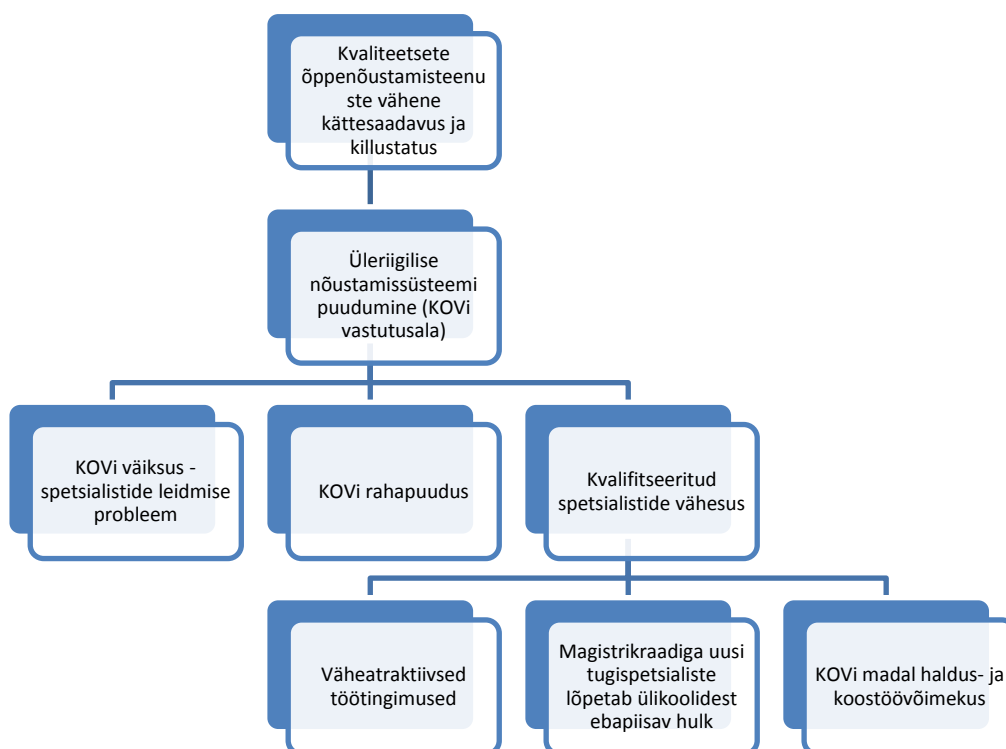 Kvaliteetsete
õppenõustamisteenu
ste vähene
kättesaadavus ja
killustatus
Üleriigilise
nõustamissüsteemi
puudumine (KOVi
vastutusala)
KOVi väiksus -
spetsialistide leidmise
probleem
KOVi rahapuudus
Kvalifitseeritud
spetsialistide vähesus
Väheatraktiivsed
töötingimused
Magistrikraadiga uusi
tugispetsialiste
lõpetab ülikoolidest
ebapiisav hulk
KOVi madal haldus- ja
koostöövõimekus